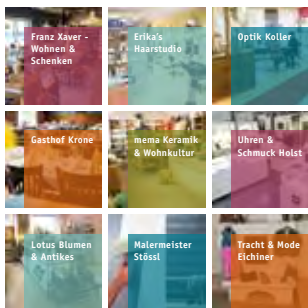 Franz Xaver -
Wohnen &
Schenken
Erika's
Haarstudio
Optik Koller
Gasthof Krone
mema Keramik
& Wohnkultur
Uhren &
Schmuck Holst
Lotus Blumen
& Antikes
Malermeister
Stössl
Tracht & Mode
Eichiner